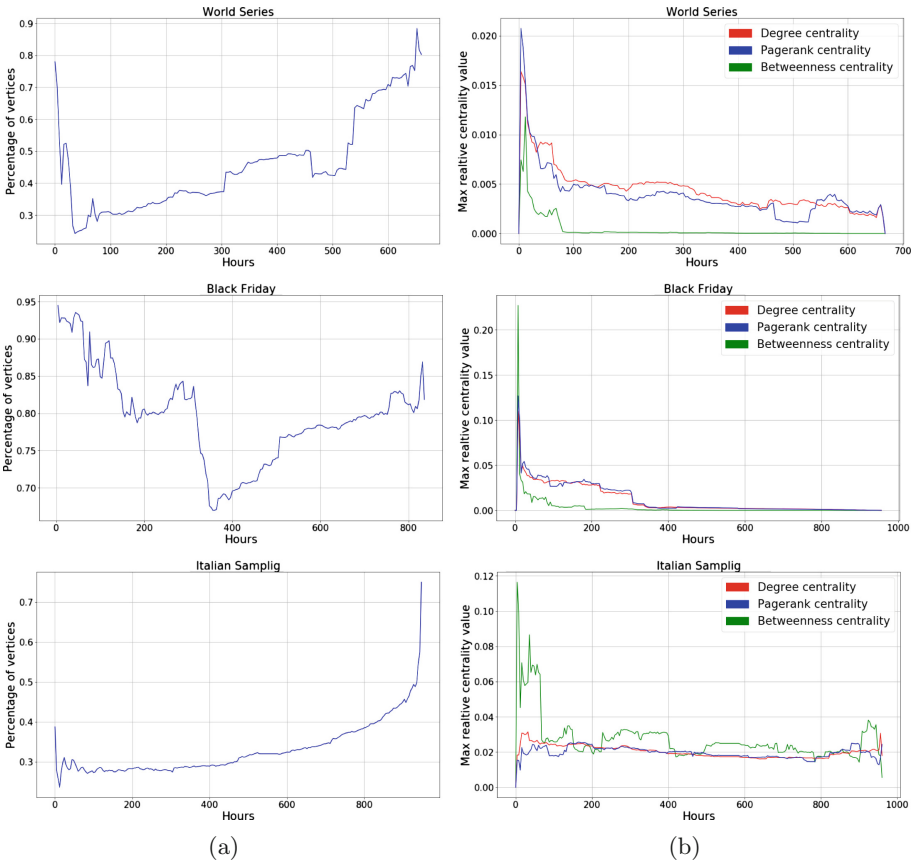 World Series
0.9
0.8
0.7
0.6
0.5
0.4
0.3
Percentage of vertices
0 100 200 300 400 500 600
Hours
World Series
Degree centrality
Pagerank centrality
Betweenness centrality
0.020
0.015
0.010
0.005
0.000
Max realtive centrality value
0 100 200 300 400 500 600 700
Hours
Black Friday
0.95
0.90
0.85
0.80
0.75
0.70
Percentage of vertices
0 200 400 600 800
Hours
Black Friday
Degree centrality
Pagerank centrality
Betweenness centrality
0.20
0.15
0.10
0.05
0.00
Max realtive centrality value
0 200 400 600 800 1000
Hours
Italian Samplig
0.7
0.6
0.5
0.4
0.3
Percentage of vertices
0 200 400 600 800
Hours
Italian Samplig
Degree centrality
Pagerank centrality
Betweenness centrality
0.12
0.10
0.08
0.06
0.04
0.02
0.00
Max realtive centrality value
0 200 400 600 800 1000
Hours
(a)
(b)